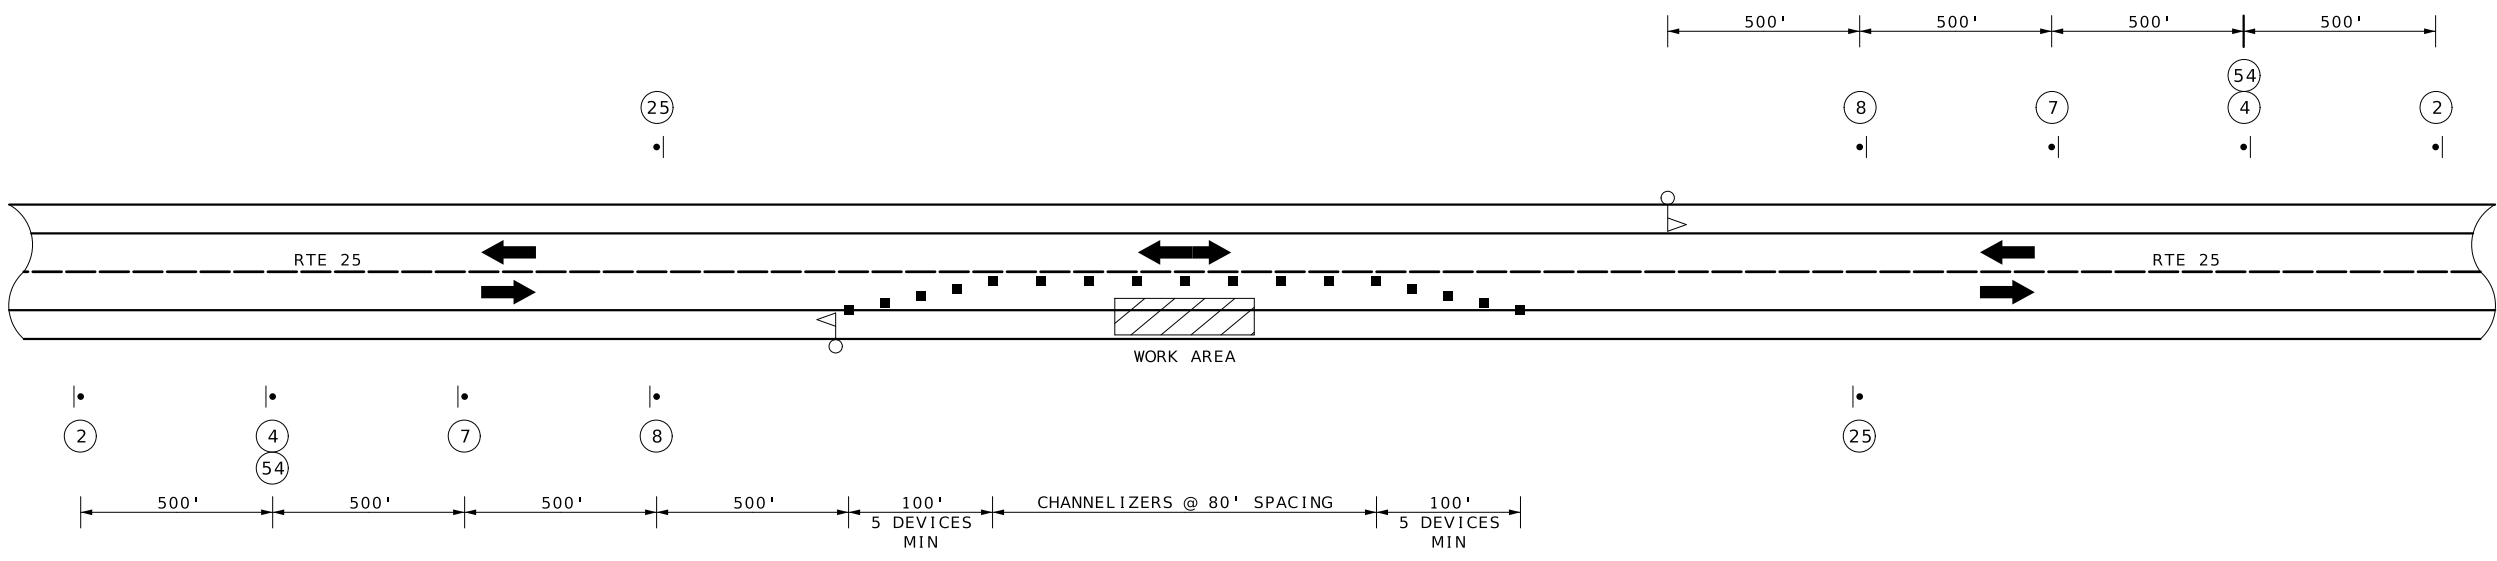 500' 500' 500' 500'
54
25 8 7 4 2
RTE 25 RTE 25
WORK AREA
2 4 7 8 25
54
500' 500' 500' 500' 100' CHANNELIZERS @ 80' SPACING 100'
5 DEVICES 5 DEVICES
MIN MIN